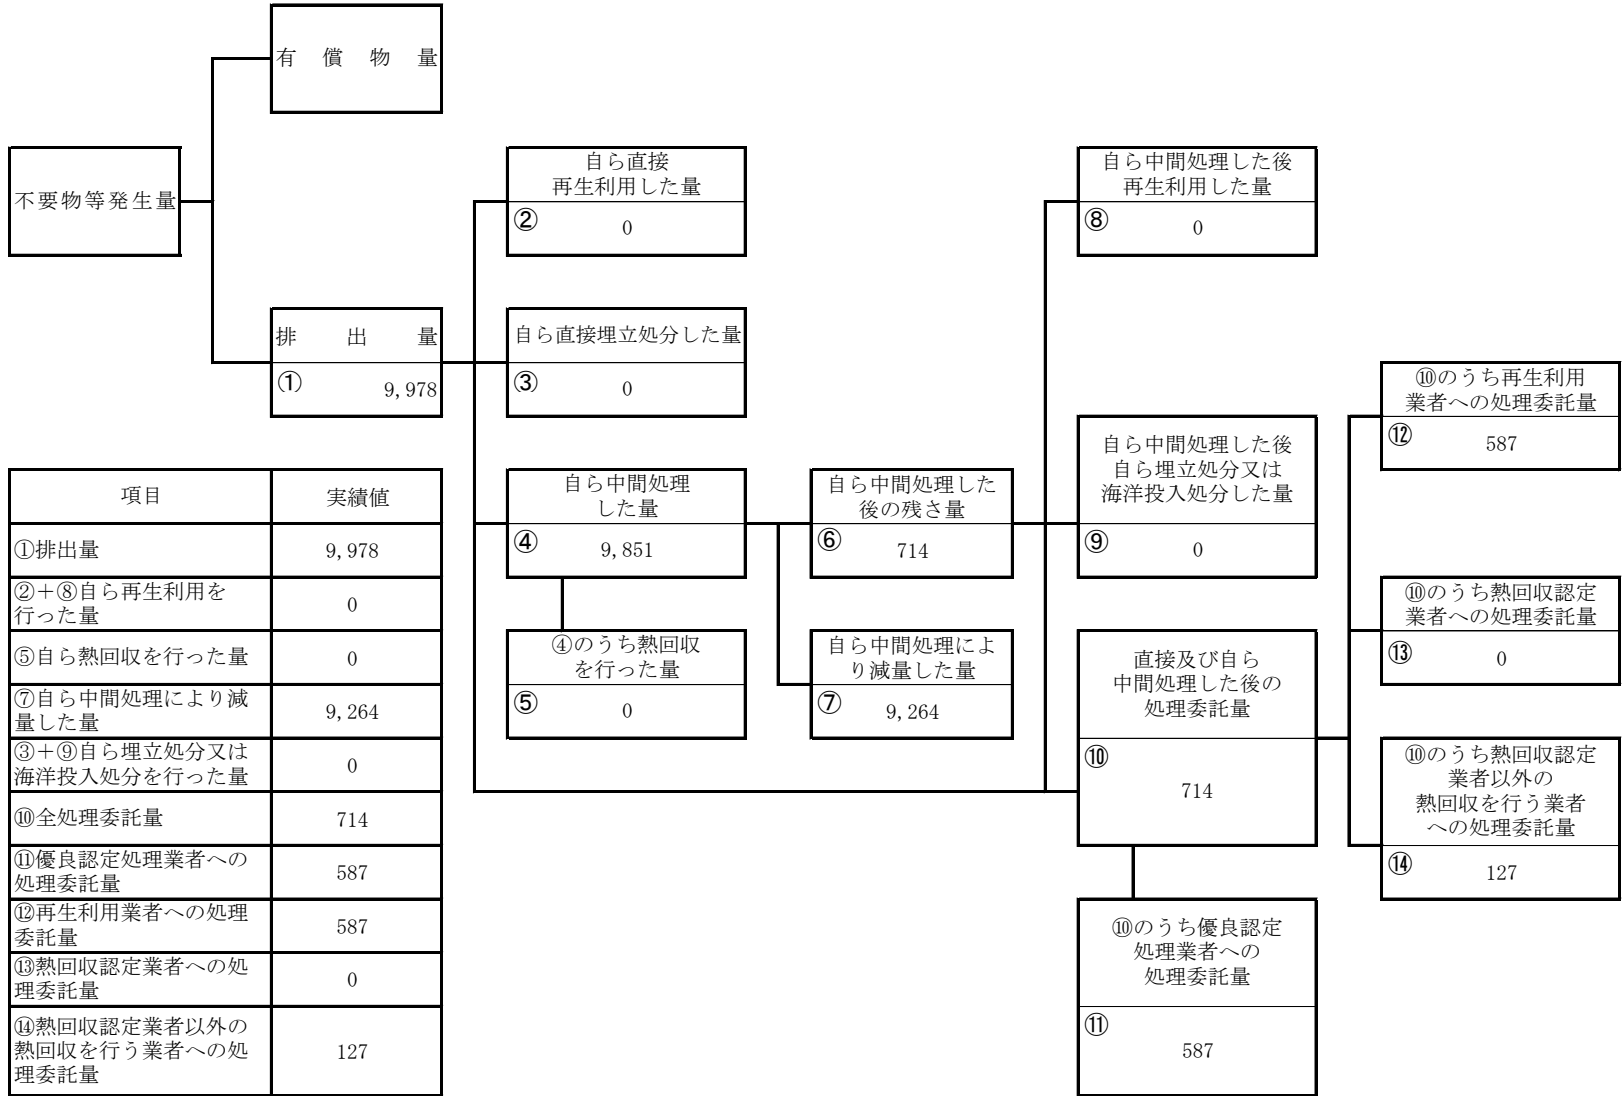 有償物量
不要物等発生量
排出量
① 9,978
自ら直接
再生利用した量
② 0
自ら直接埋立処分した量
③ 0
自ら中間処理
した量
④ 9,851
④のうち熱回収
を行った量
⑤ 0
自ら中間処理した
後の残さ量
⑥ 714
自ら中間処理によ
り減量した量
⑦ 9,264
自ら中間処理した後
再生利用した量
⑧ 0
自ら中間処理した後
自ら埋立処分又は
海洋投入処分した量
⑨ 0
直接及び自ら
中間処理した後の
処理委託量
⑩ 714
⑩のうち優良認定
処理業者への
処理委託量
⑪ 587
⑩のうち再生利用
業者への処理委託量
⑫ 587
⑩のうち熱回収認定
業者への処理委託量
⑬ 0
⑩のうち熱回収認定
業者以外の
熱回収を行う業者
への処理委託量
⑭ 127
項目 実績値
①排出量 9,978
②+⑧自ら再生利用を
行った量 0
⑤自ら熱回収を行った量 0
⑦自ら中間処理により減
量した量 9,264
③+⑨自ら埋立処分又は
海洋投入処分を行った量 0
⑩全処理委託量 714
⑪優良認定処理業者への
処理委託量 587
⑫再生利用業者への処理
委託量 587
⑬熱回収認定業者への処
理委託量 0
⑭熱回収認定業者以外の
熱回収を行う業者への処
理委託量 127